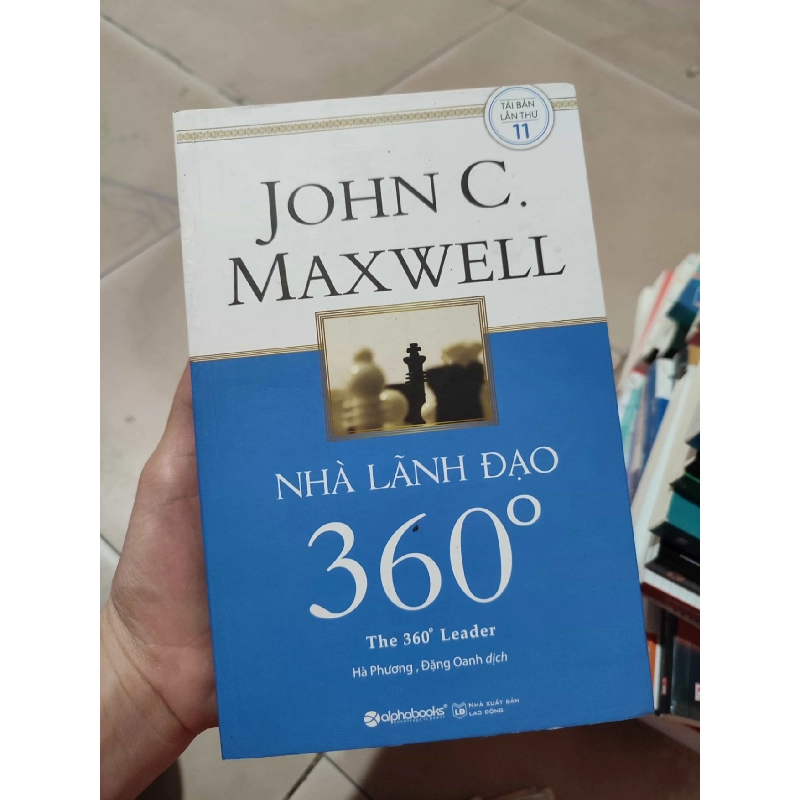 TÁI BẢN
LẦN THỨ
11
JOHN C.
MAXWELL
NHÀ LÃNH ĐẠO
360°
The 360° Leader
Hà Phương , Đặng Oanh dịch
alphabooks®
NHÀ XUẤT BẢN
LAO ĐỘNG